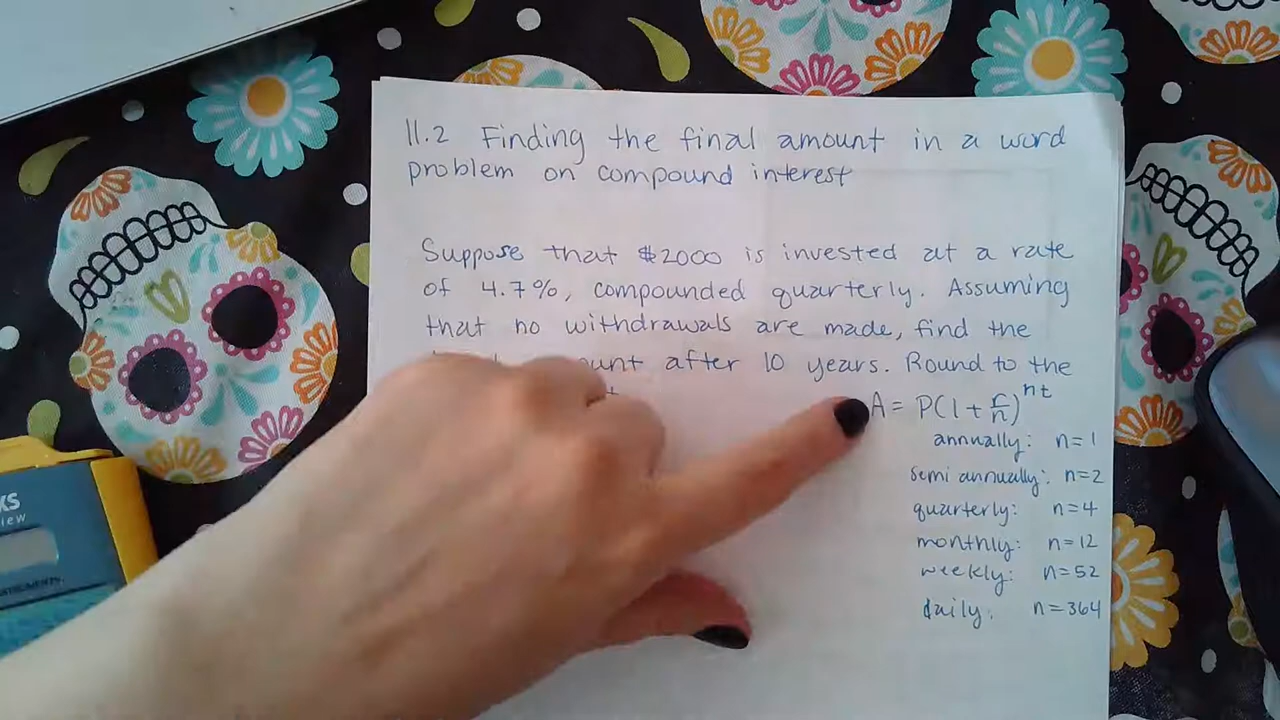 11.2 Finding the final amount in a word
problem on compound interest
Suppose that $2000 is invested at a rate
of 4.7%, compounded quarterly. Assuming
that no withdrawals are made, find the
after 10 years. Round to the
A = P(1 + r/n)^nt
annually: n=1
semi annually: n=2
quarterly: n=4
monthly: n=12
weekly: n=52
daily: n=364